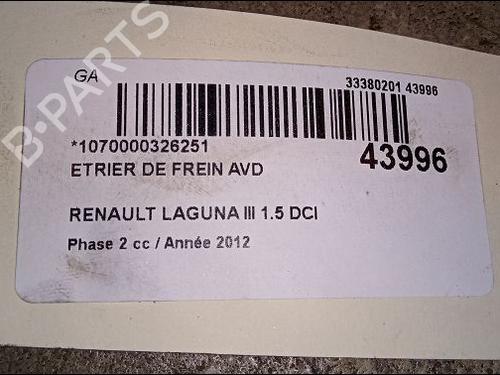 B-PARTS
GA
33380201 43996
*1070000326251
43996
ETRIER DE FREIN AVD
RENAULT LAGUNA III 1.5 DCI
Phase 2 cc / Année 2012